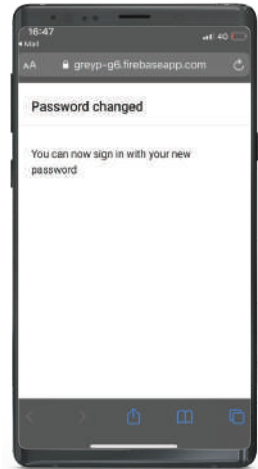 16:47
4G
Mail
AA greyp-g6.firebaseapp.com
Password changed
You can now sign in with your new
password